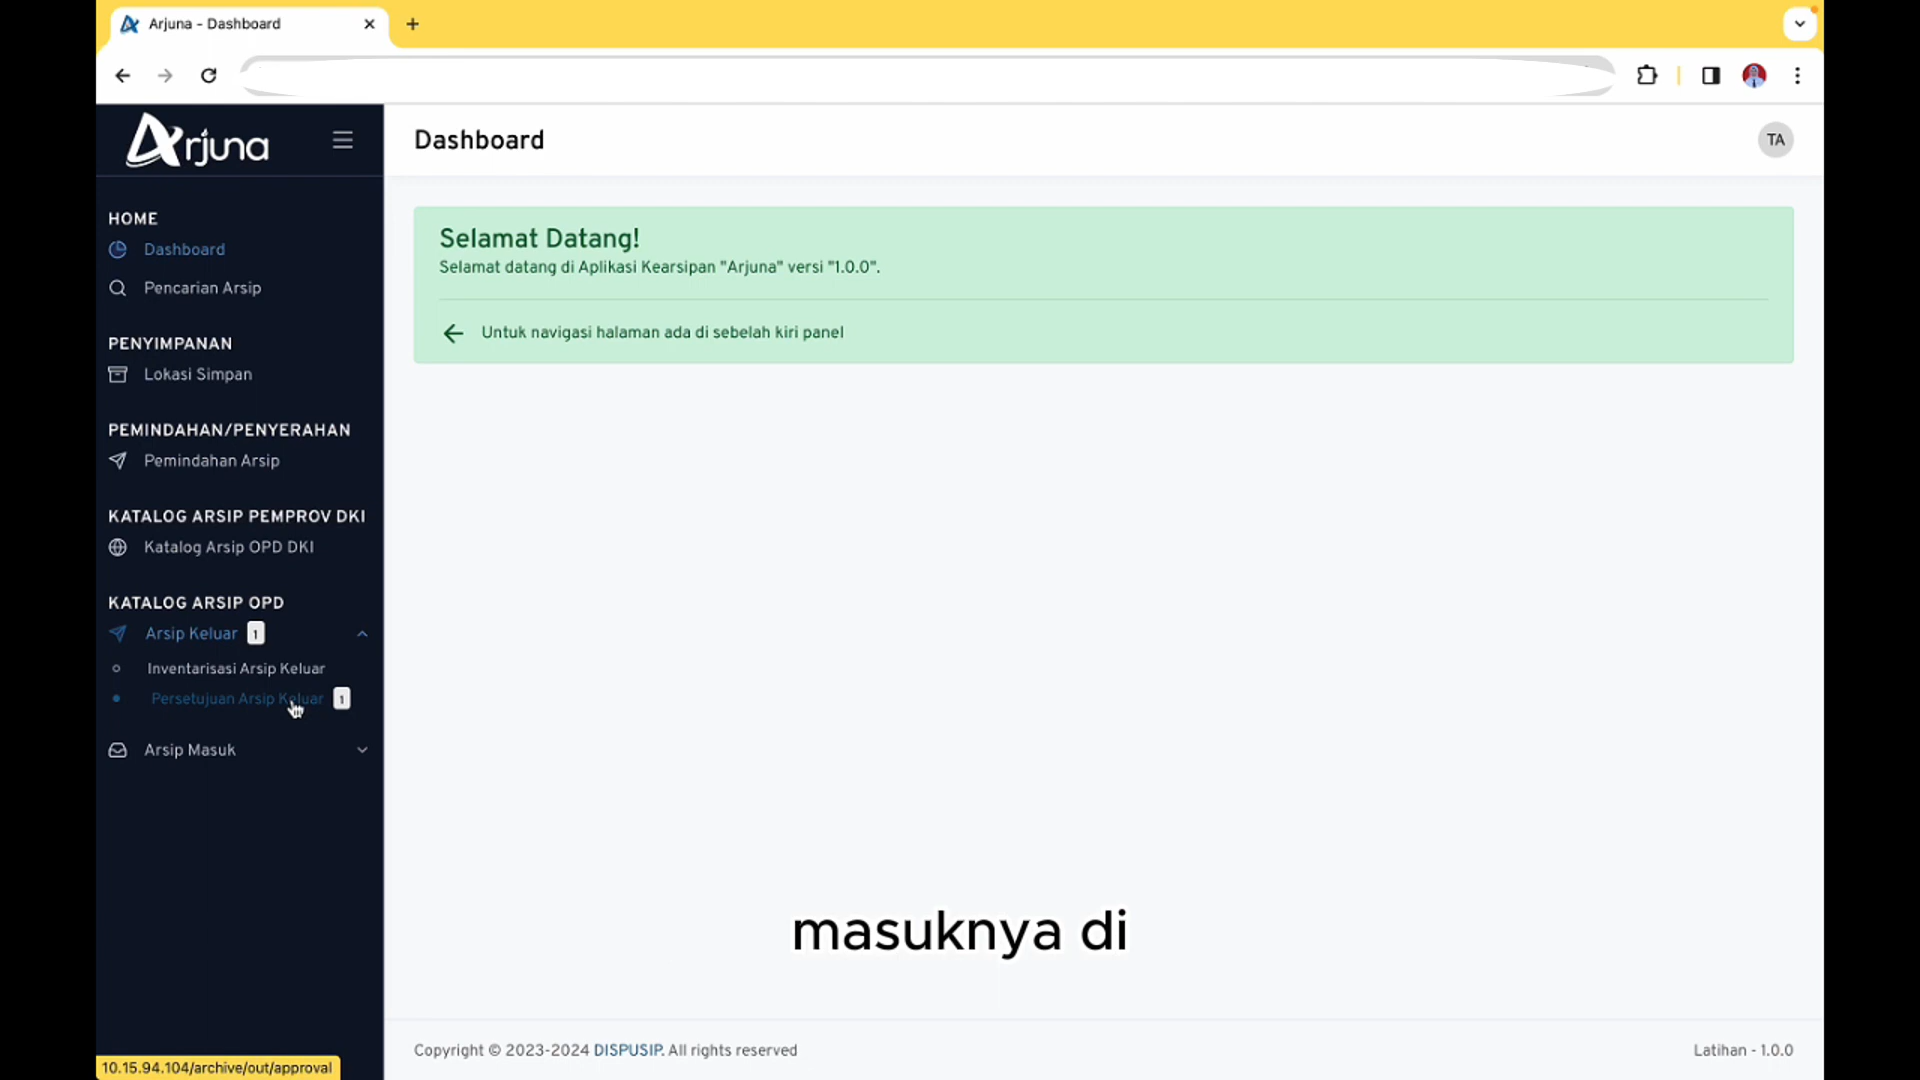 Arjuna - Dashboard
Arjuna
Dashboard
TA
HOME
Dashboard
Pencarian Arsip
PENYIMPANAN
Lokasi Simpan
PEMINDAHAN/PENYERAHAN
Pemindahan Arsip
KATALOG ARSIP PEMPROV DKI
Katalog Arsip OPD DKI
KATALOG ARSIP OPD
Arsip Keluar 1
Inventarisasi Arsip Keluar
Persetujuan Arsip Keluar 1
Arsip Masuk
Selamat Datang!
Selamat datang di Aplikasi Kearsipan "Arjuna" versi "1.0.0".
Untuk navigasi halaman ada di sebelah kiri panel
masuknya di
Copyright © 2023-2024 DISPUSIP. All rights reserved
Latihan - 1.0.0
10.15.94.104/archive/out/approval